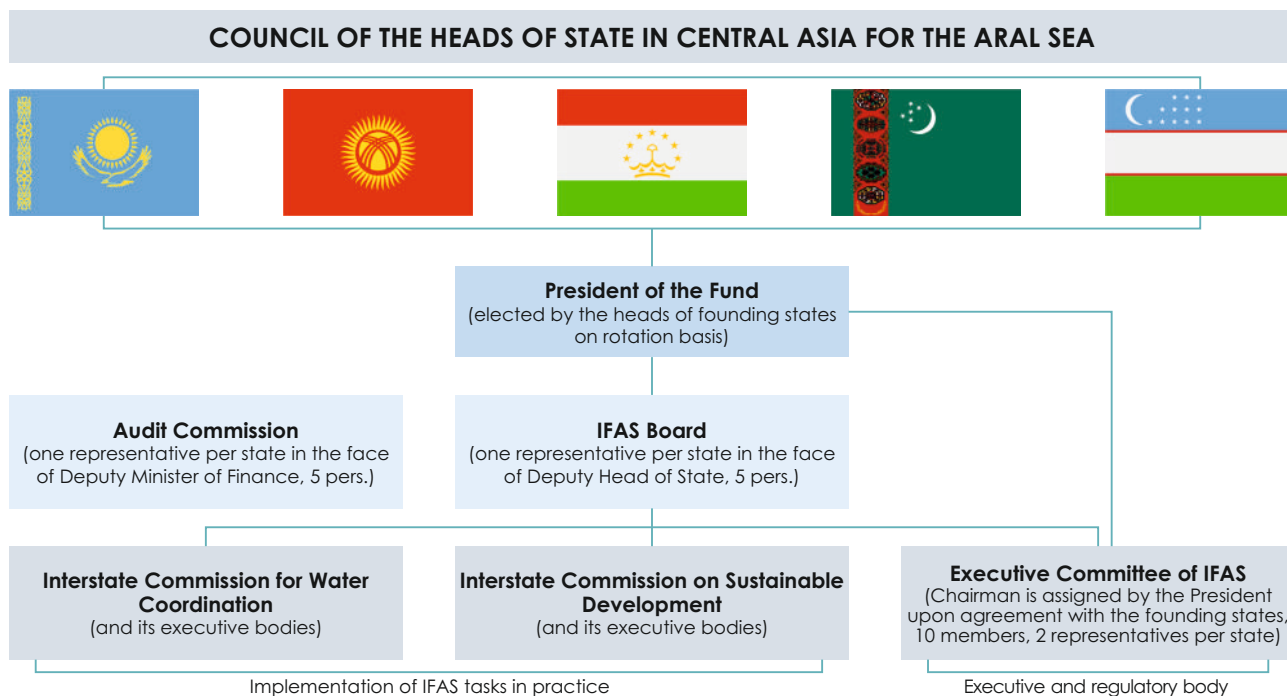 COUNCIL OF THE HEADS OF STATE IN CENTRAL ASIA FOR THE ARAL SEA
President of the Fund
(elected by the heads of founding states
on rotation basis)
Audit Commission
(one representative per state in the face
of Deputy Minister of Finance, 5 pers.)
IFAS Board
(one representative per state in the face
of Deputy Head of State, 5 pers.)
Interstate Commission for Water
Coordination
(and its executive bodies)
Interstate Commission on Sustainable
Development
(and its executive bodies)
Executive Committee of IFAS
(Chairman is assigned by the President
upon agreement with the founding states,
10 members, 2 representatives per state)
Implementation of IFAS tasks in practice
Executive and regulatory body